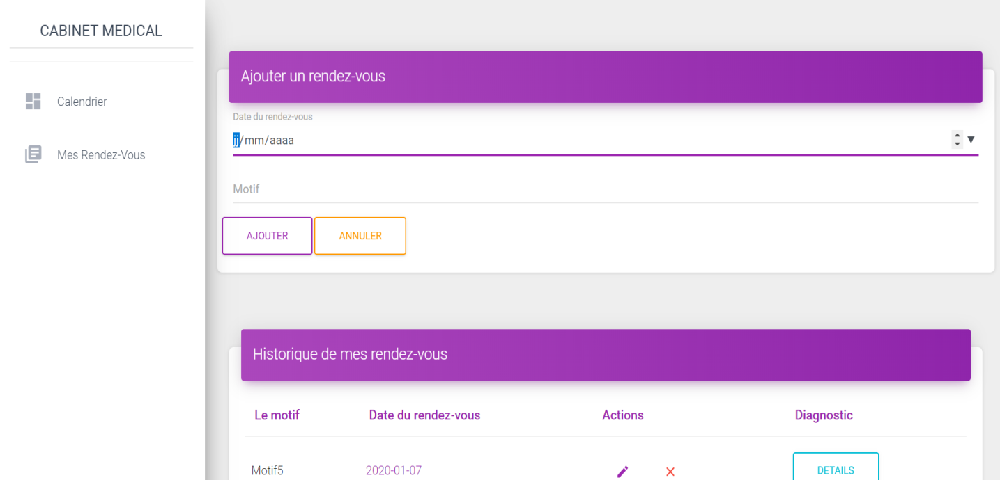 CABINET MEDICAL
Calendrier
Mes Rendez-Vous
Ajouter un rendez-vous
Date du rendez-vous
jj/mm/aaaa
Motif
AJOUTER ANNULER
Historique de mes rendez-vous
Le motif Date du rendez-vous Actions Diagnostic
Motif5 2020-01-07 DETAILS